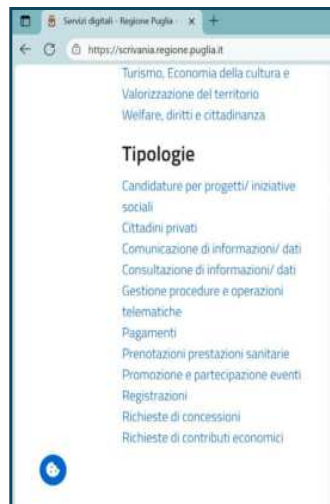 Servizi digitali - Regione Puglia
https://scrivania.regione.puglia.it
Turismo, Economia della cultura e
Valorizzazione del territorio
Welfare, diritti e cittadinanza
Tipologie
Candidature per progetti/ iniziative
sociali
Cittadini privati
Comunicazione di informazioni/ dati
Consultazione di informazioni/ dati
Gestione procedure e operazioni
telematiche
Pagamenti
Prenotazioni prestazioni sanitarie
Promozione e partecipazione eventi
Registrazioni
Richieste di concessioni
Richieste di contributi economici